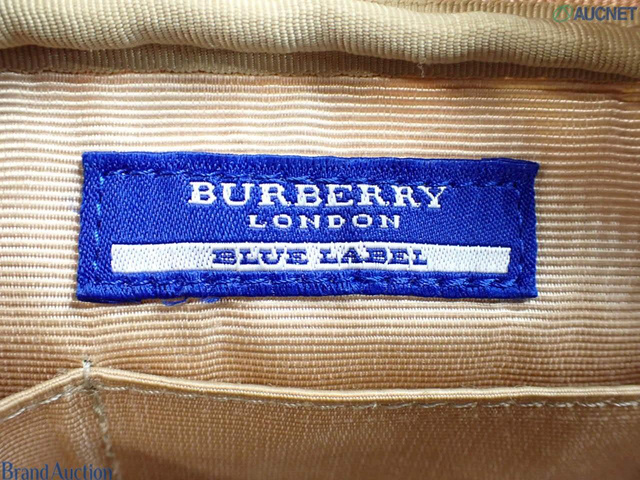 AUCNET
BURBERRY
LONDON
BLUE LABEL
Brand Auction